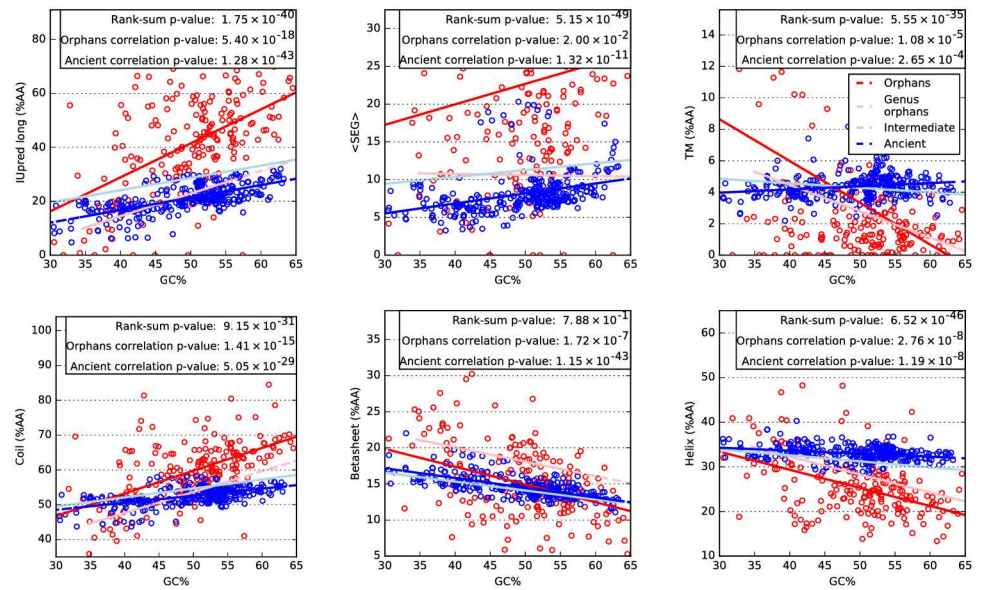 Rank-sum p-value: 1.75 × 10-40
Orphans correlation p-value: 5.40 × 10-18
Ancient correlation p-value: 1.28 × 10-43
IUpred long (%AA)
80
60
40
20
0
30 35 40 45 50 55 60 65
GC%
Rank-sum p-value: 5.15 × 10-49
Orphans correlation p-value: 2.00 × 10-2
Ancient correlation p-value: 1.32 × 10-11
<SEG>
30
25
20
15
10
5
0
30 35 40 45 50 55 60 65
GC%
Rank-sum p-value: 5.55 × 10-35
Orphans correlation p-value: 1.08 × 10-5
Ancient correlation p-value: 2.65 × 10-4
Orphans
Genus
orphans
Intermediate
Ancient
TM (%AA)
14
12
10
8
6
4
2
0
30 35 40 45 50 55 60 65
GC%
Rank-sum p-value: 9.15 × 10-31
Orphans correlation p-value: 1.41 × 10-15
Ancient correlation p-value: 5.05 × 10-29
Coil (%AA)
100
90
80
70
60
50
40
30 35 40 45 50 55 60 65
GC%
Rank-sum p-value: 7.88 × 10-1
Orphans correlation p-value: 1.72 × 10-7
Ancient correlation p-value: 1.15 × 10-43
Betasheet (%AA)
40
35
30
25
20
15
10
5
30 35 40 45 50 55 60 65
GC%
Rank-sum p-value: 6.52 × 10-46
Orphans correlation p-value: 2.76 × 10-8
Ancient correlation p-value: 1.19 × 10-8
Helix (%AA)
60
50
40
30
20
10
30 35 40 45 50 55 60 65
GC%